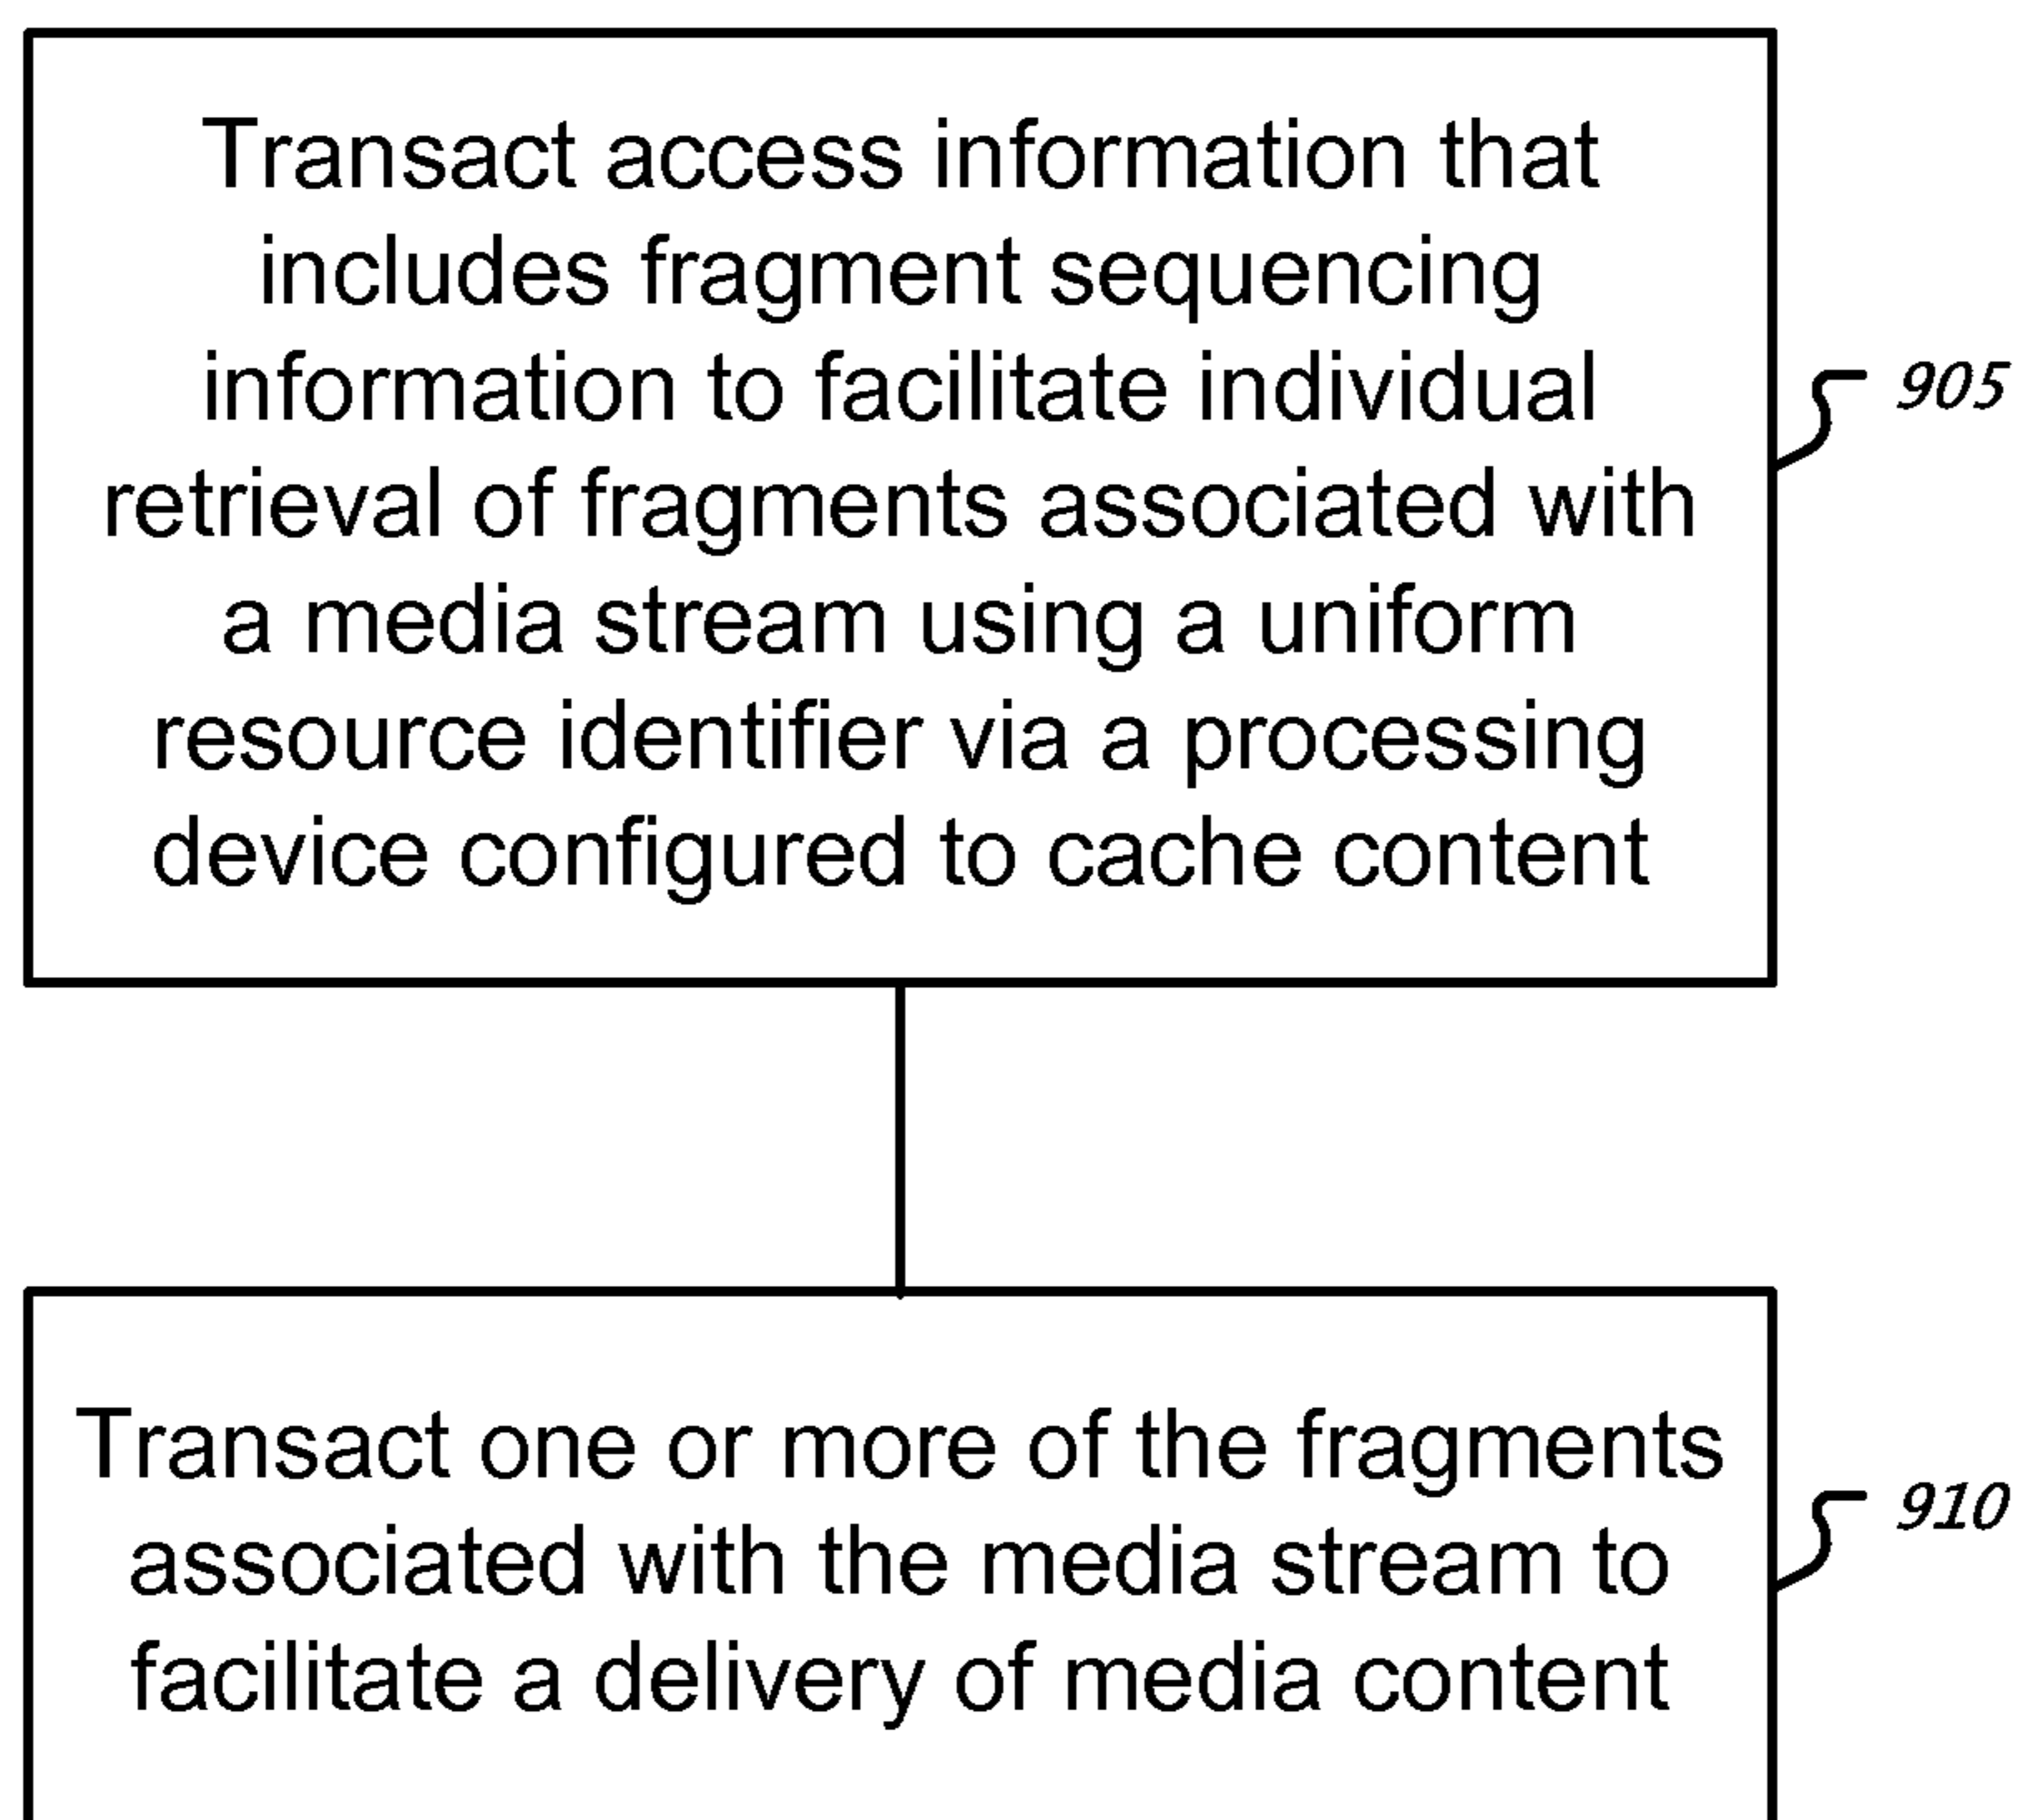 Transact access information that
includes fragment sequencing
information to facilitate individual
retrieval of fragments associated with
a media stream using a uniform
resource identifier via a processing
device configured to cache content
905
Transact one or more of the fragments
associated with the media stream to
facilitate a delivery of media content
910